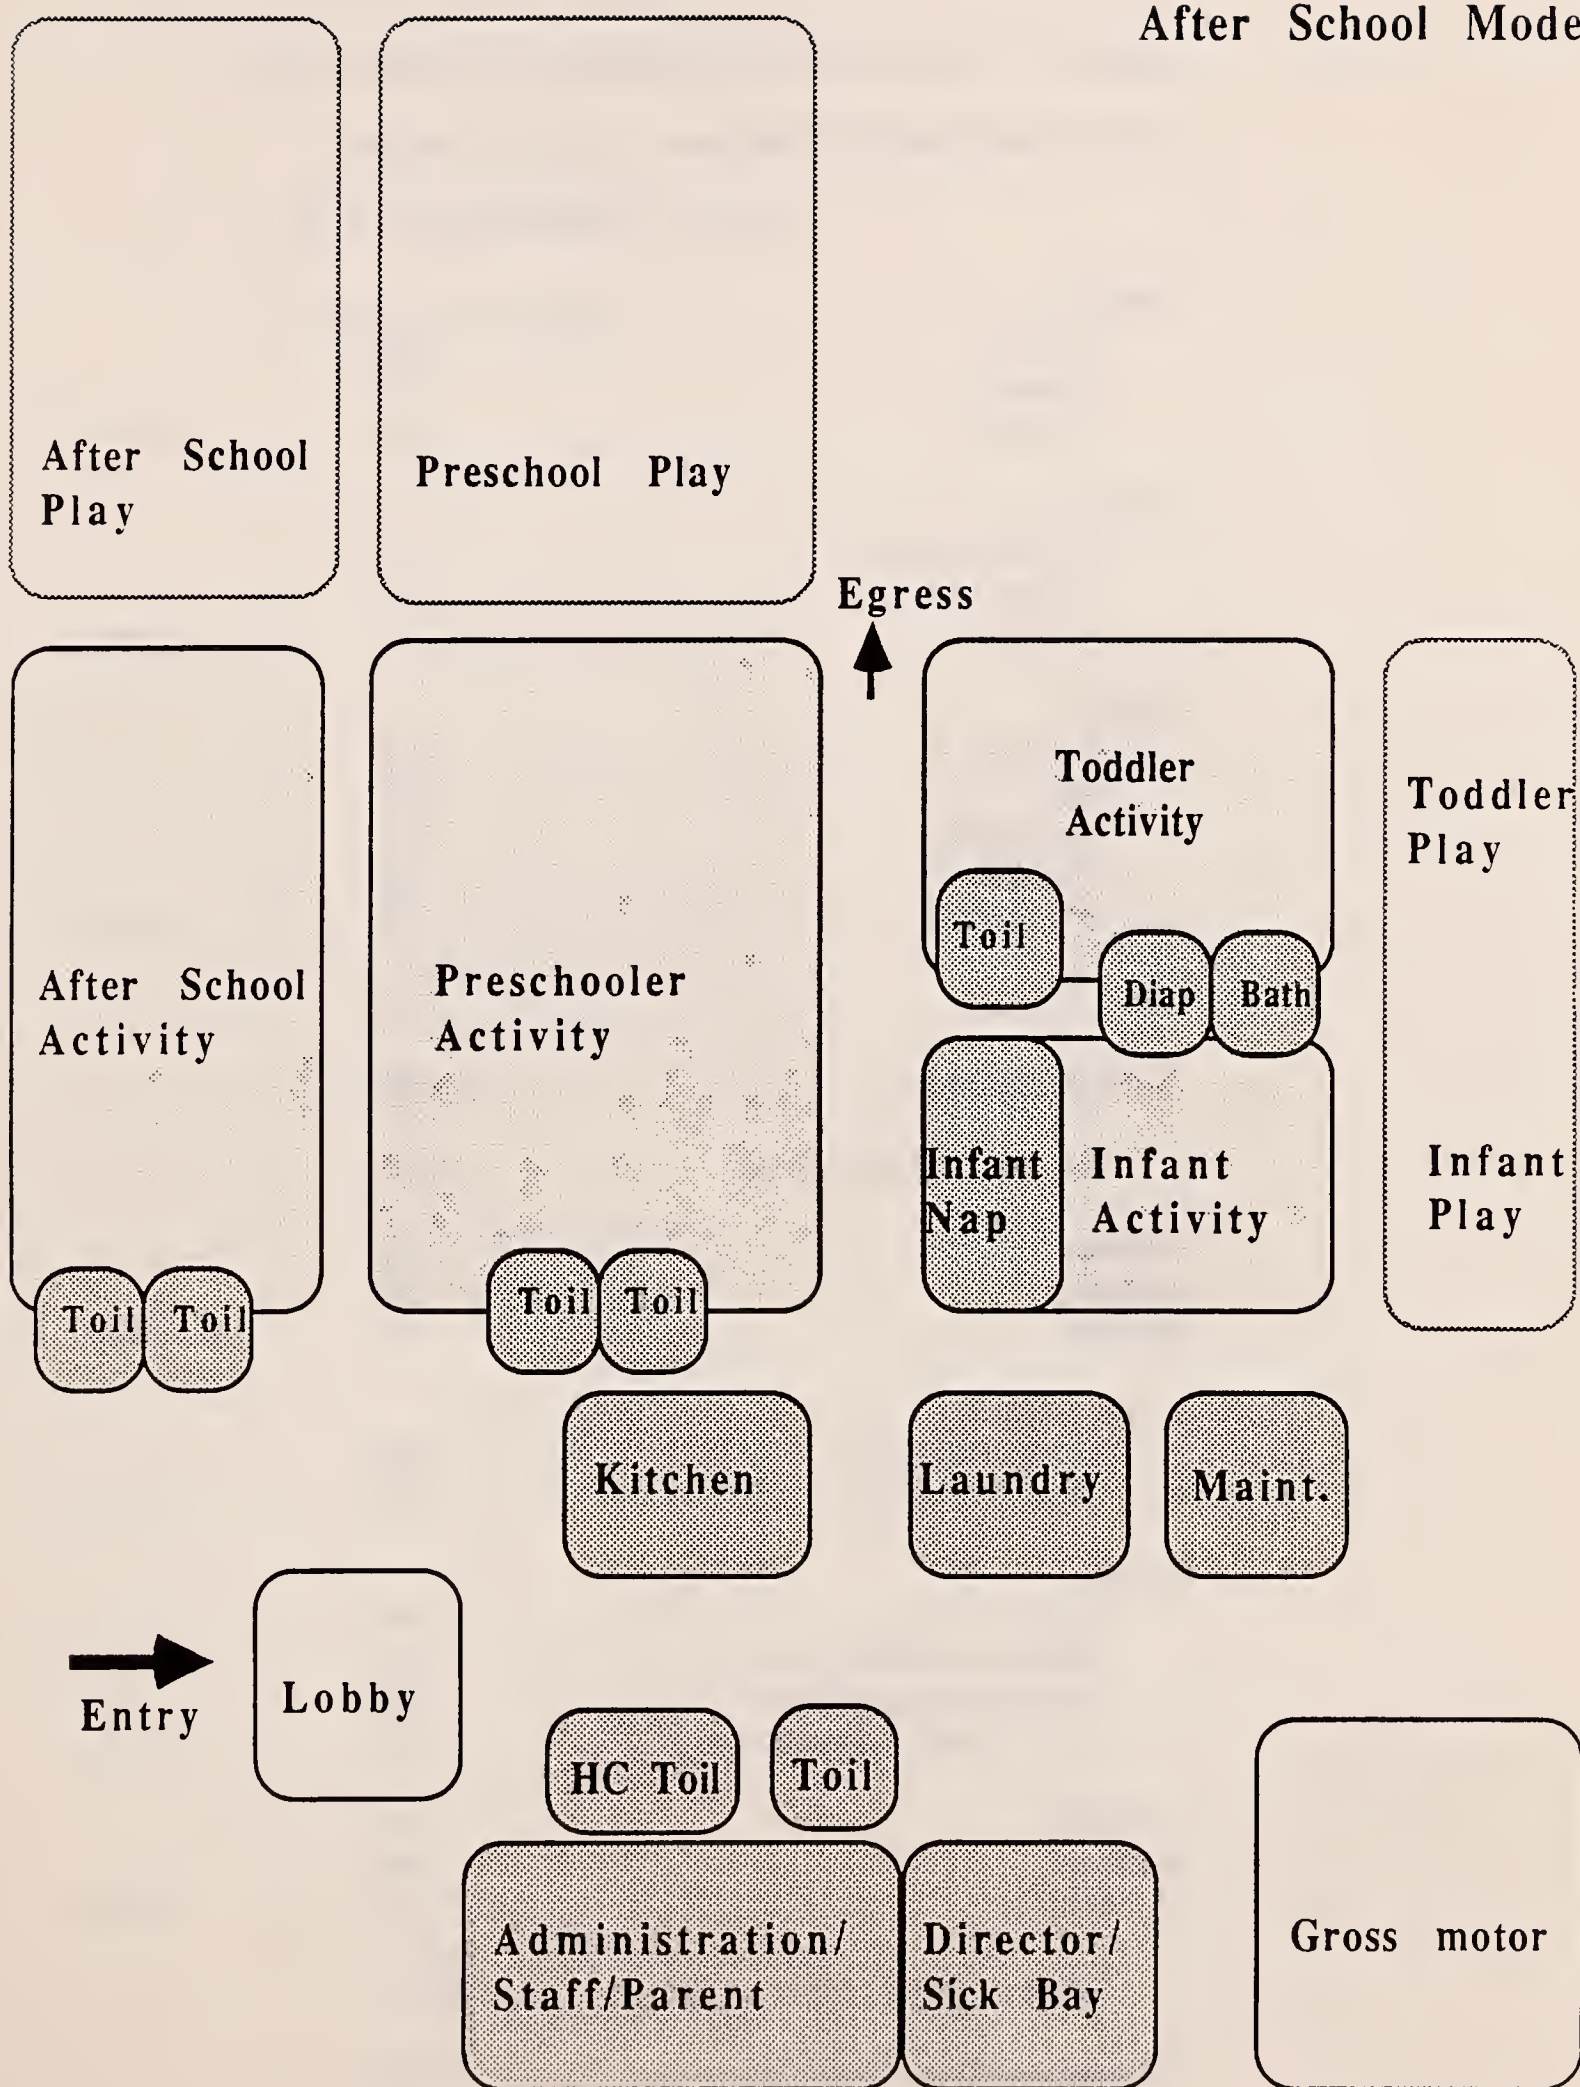 After School Mode
After School
Play
Preschool Play
Egress
Toddler
Activity
Toddler
Play
Toil
Diap
Bath
After School
Activity
Preschooler
Activity
Infant
Nap
Infant
Activity
Infant
Play
Toil
Toil
Toil
Toil
Kitchen
Laundry
Maint.
Entry
Lobby
HC Toil
Toil
Administration/
Staff/Parent
Director/
Sick Bay
Gross motor